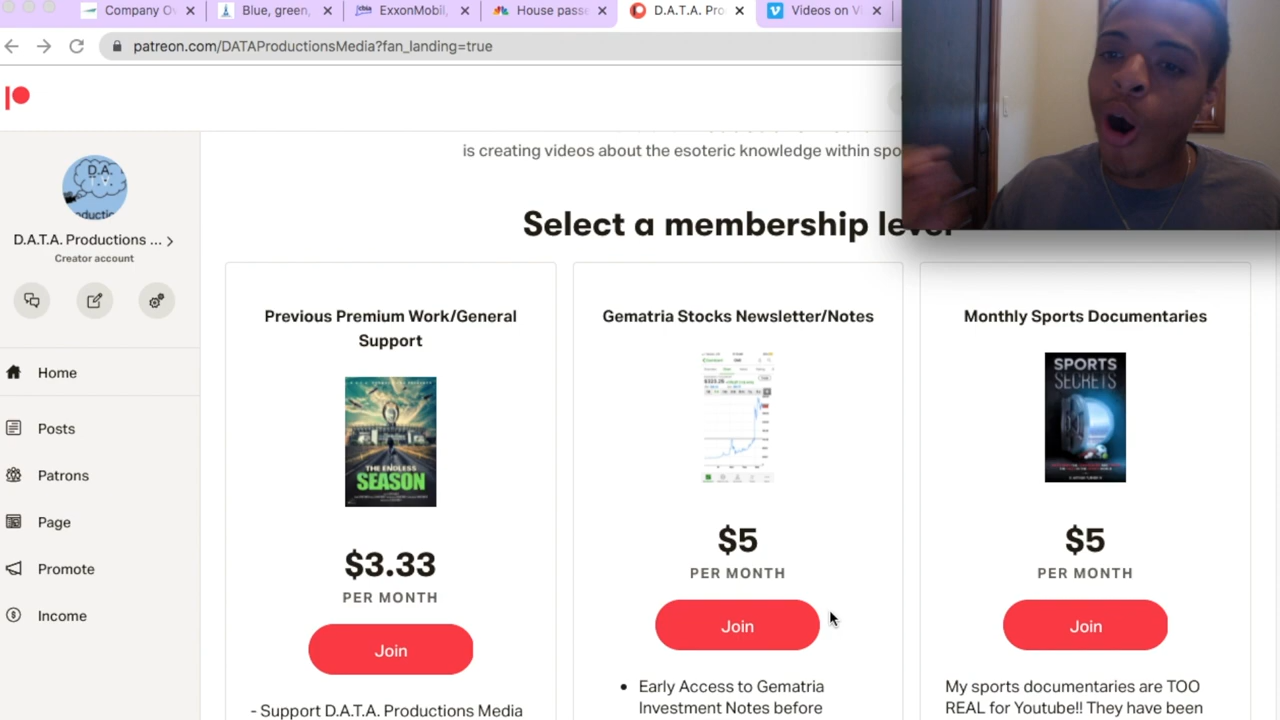 Company Ov
Blue, green,
ExxonMobil,
House passe
D.A.T.A. Pro
Videos on Vi
patreon.com/DATAProductionsMedia?fan_landing=true
is creating videos about the esoteric knowledge within spo
Select a membership level
D.A.T.A. Productions ...
Creator account
Home
Posts
Patrons
Page
Promote
Income
Previous Premium Work/General
Support
THE ENDLESS
SEASON
$3.33
PER MONTH
Join
- Support D.A.T.A. Productions Media
Gematria Stocks Newsletter/Notes
$5
PER MONTH
Join
• Early Access to Gematria
Investment Notes before
Monthly Sports Documentaries
SPORTS
SECRETS
$5
PER MONTH
Join
My sports documentaries are TOO
REAL for Youtube!! They have been